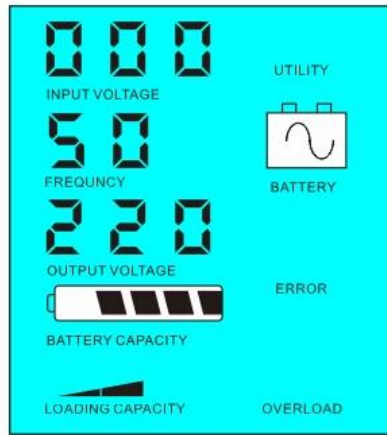 000
UTILITY
INPUT VOLTAGE
50
FREQUNCY
BATTERY
220
OUTPUT VOLTAGE
ERROR
BATTERY CAPACITY
LOADING CAPACITY
OVERLOAD